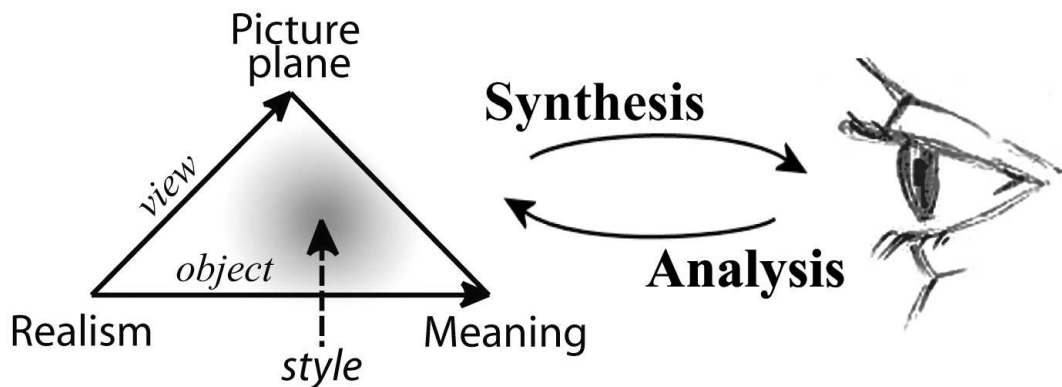 Picture
plane
Synthesis
view
object
Analysis
Realism
Meaning
style